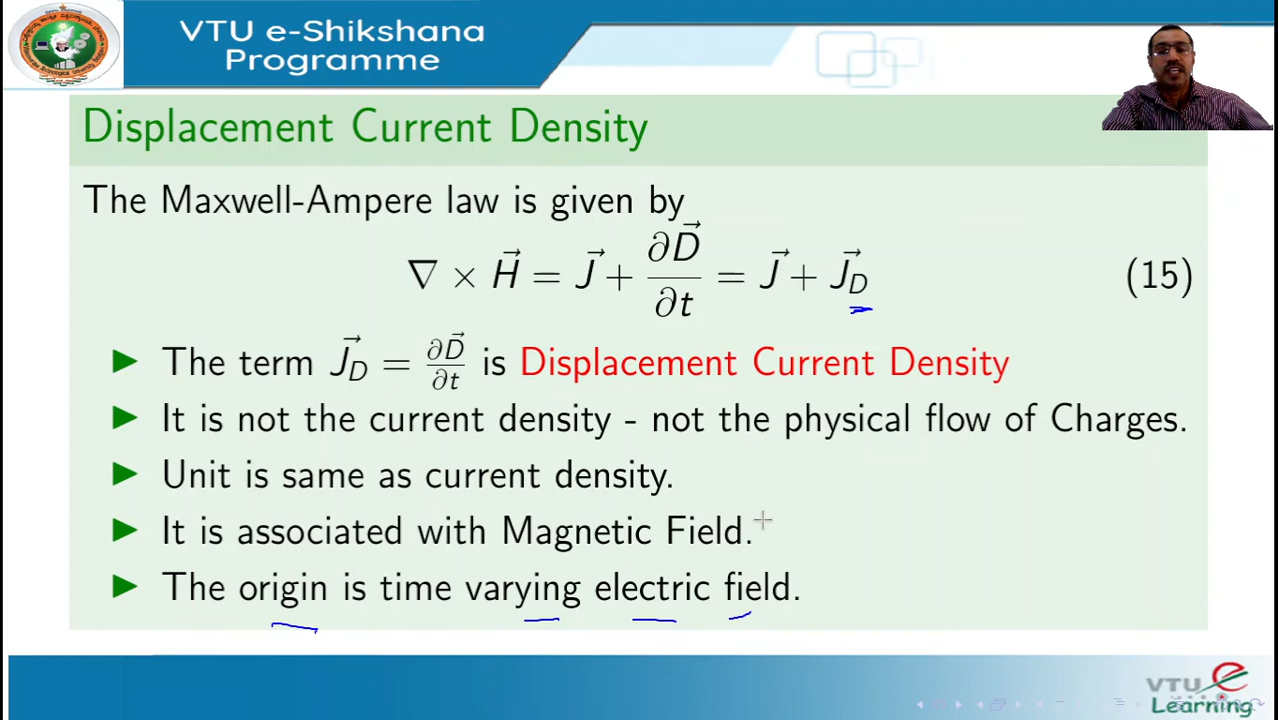 VTU e-Shikshana
Programme
Displacement Current Density
The Maxwell-Ampere law is given by
∇ × H⃗ = J⃗ + ∂D⃗/∂t = J⃗ + J⃗_D (15)
▶ The term J⃗_D = ∂D⃗/∂t is Displacement Current Density
▶ It is not the current density - not the physical flow of Charges.
▶ Unit is same as current density.
▶ It is associated with Magnetic Field.
▶ The origin is time varying electric field.
VTU e
Learning